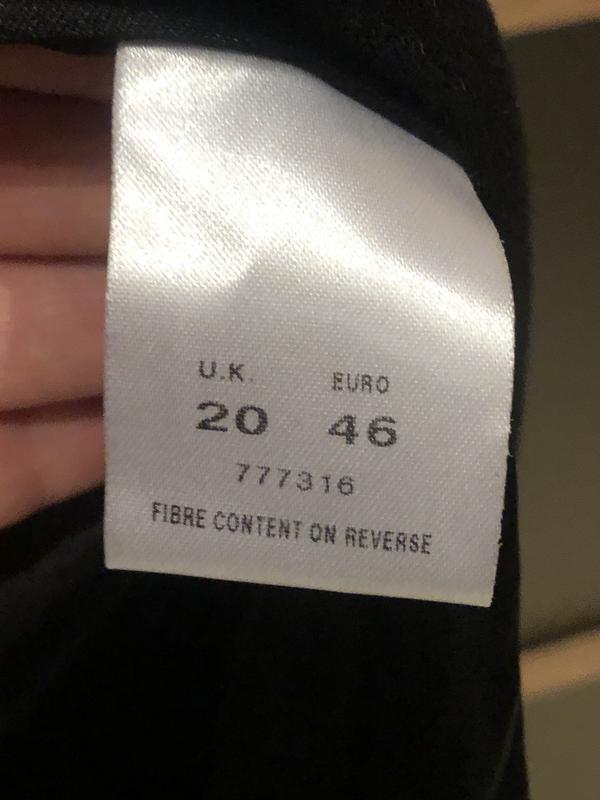 U.K. EURO
20 46
777316
FIBRE CONTENT ON REVERSE